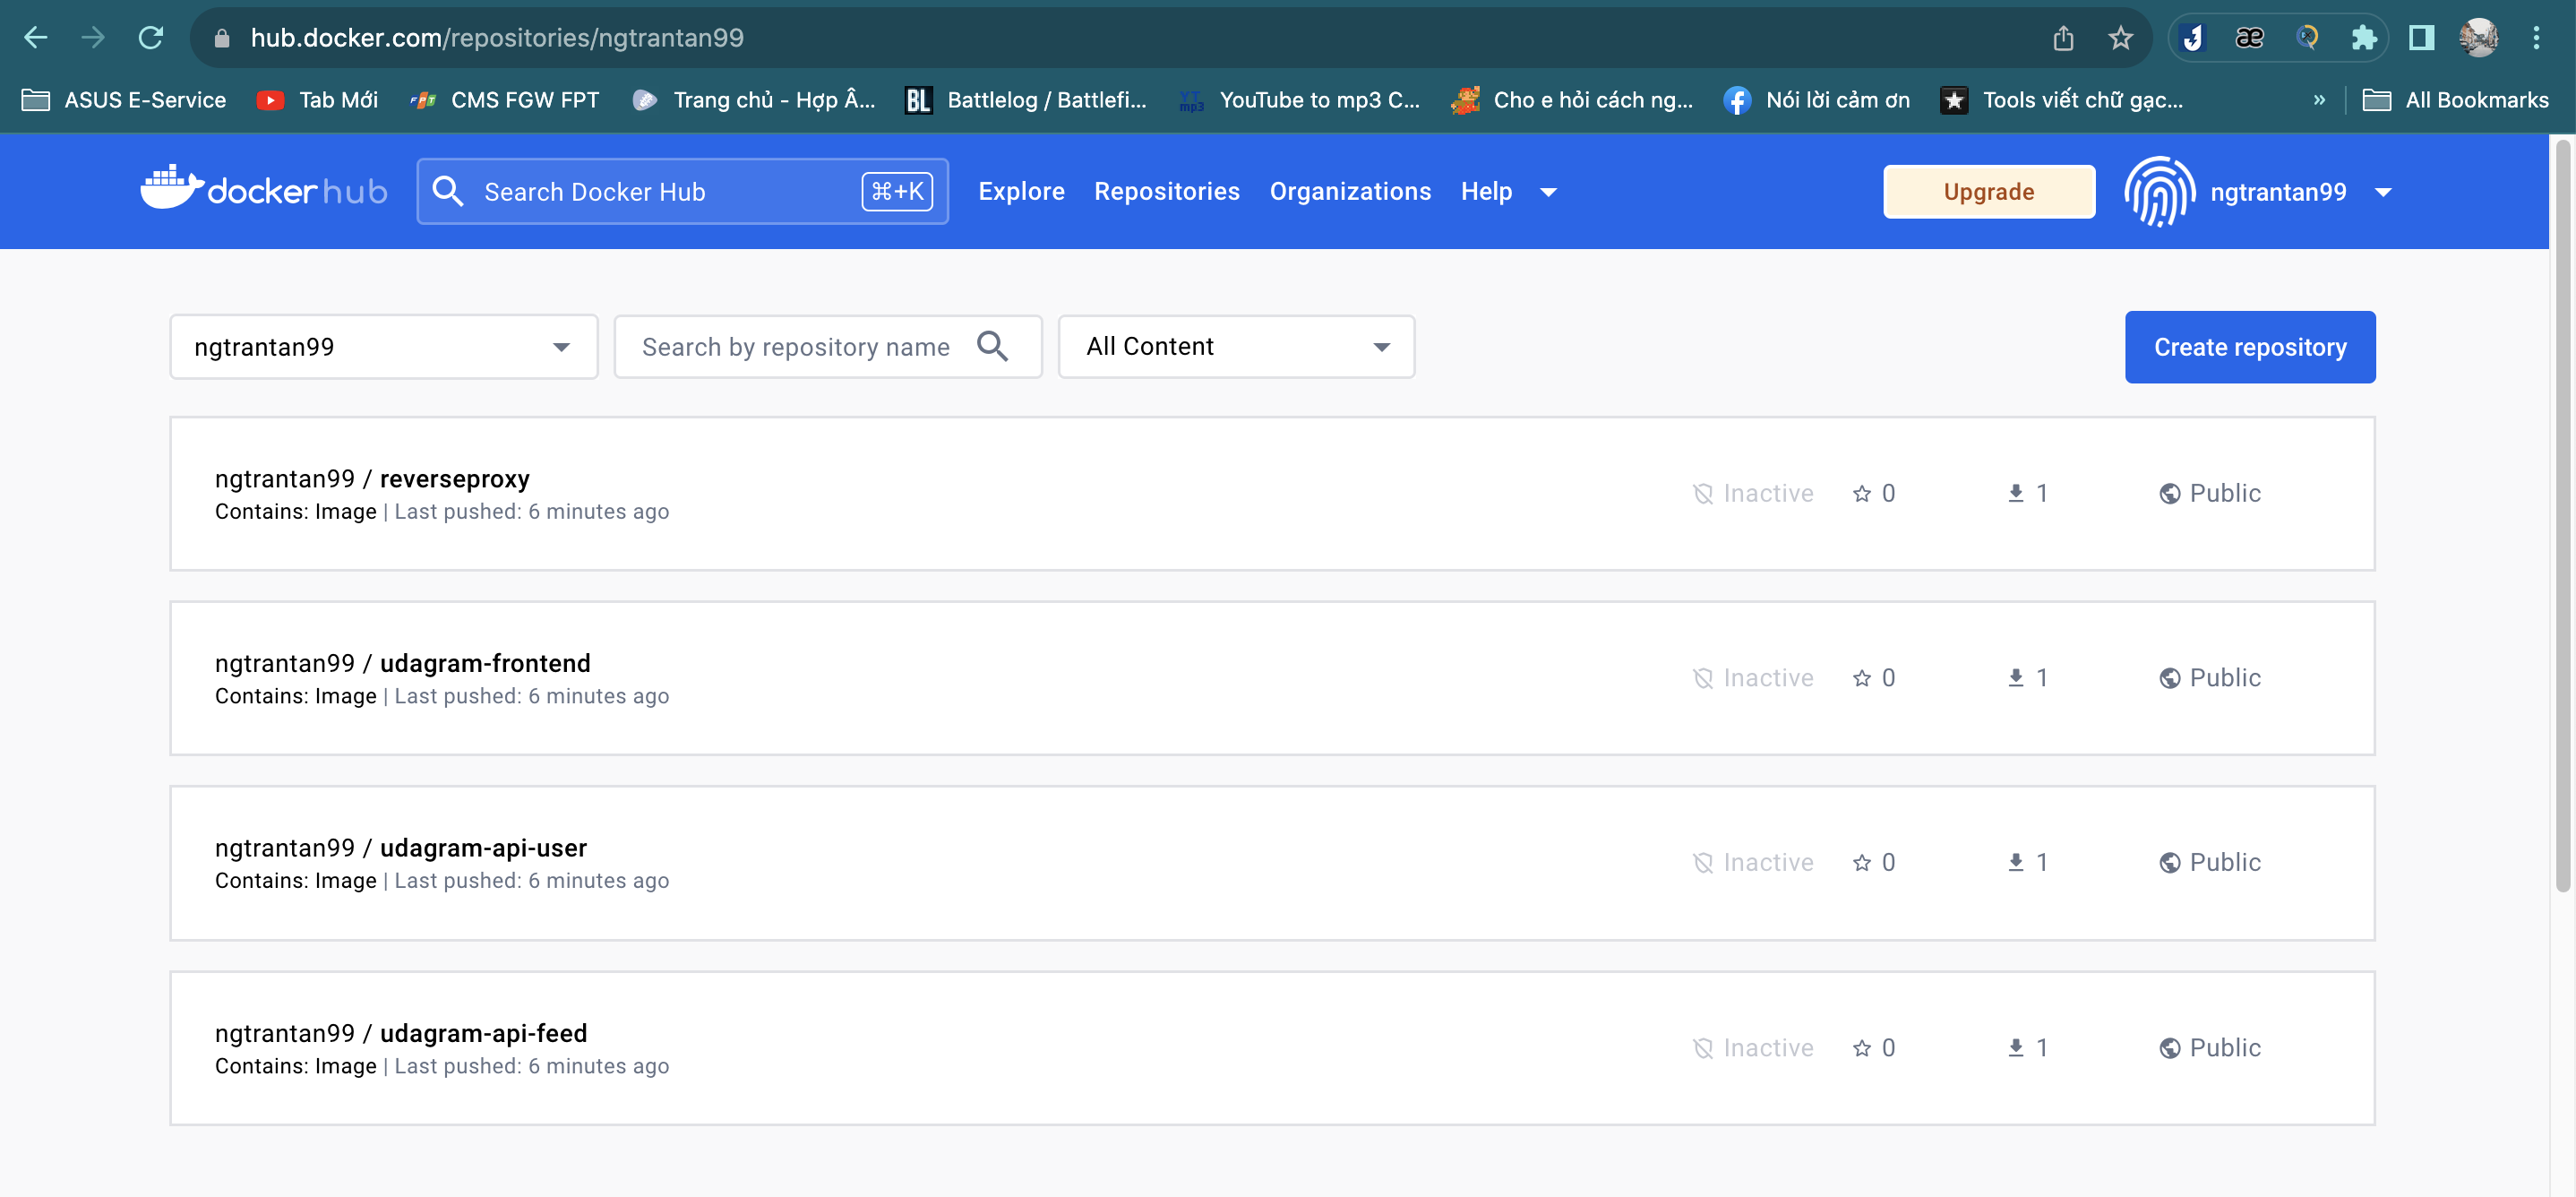 hub.docker.com/repositories/ngtrantan99
ASUS E-Service Tab Mới CMS FGW FPT Trang chủ - Hợp Â... BL Battlelog / Battlefi... YT mp3 YouTube to mp3 C... Cho e hỏi cách ng... Nói lời cảm ơn Tools viết chữ gạc... » All Bookmarks
dockerhub Search Docker Hub ⌘+K Explore Repositories Organizations Help Upgrade ngtrantan99
ngtrantan99 Search by repository name All Content Create repository
ngtrantan99 / reverseproxy
Contains: Image | Last pushed: 6 minutes ago
Inactive 0 1 Public
ngtrantan99 / udagram-frontend
Contains: Image | Last pushed: 6 minutes ago
Inactive 0 1 Public
ngtrantan99 / udagram-api-user
Contains: Image | Last pushed: 6 minutes ago
Inactive 0 1 Public
ngtrantan99 / udagram-api-feed
Contains: Image | Last pushed: 6 minutes ago
Inactive 0 1 Public